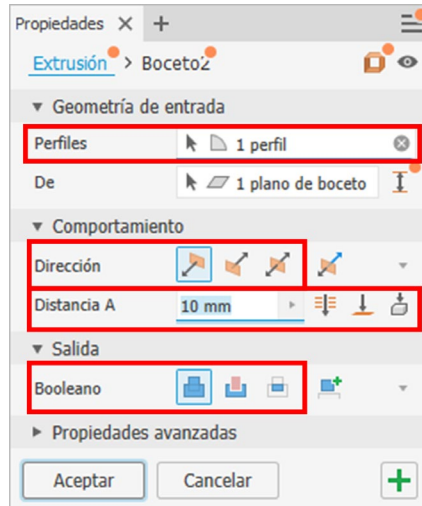 Propiedades × +
Extrusión > Boceto2
Geometría de entrada
Perfiles 1 perfil
De 1 plano de boceto
Comportamiento
Dirección
Distancia A 10 mm
Salida
Booleano
Propiedades avanzadas
Aceptar Cancelar +